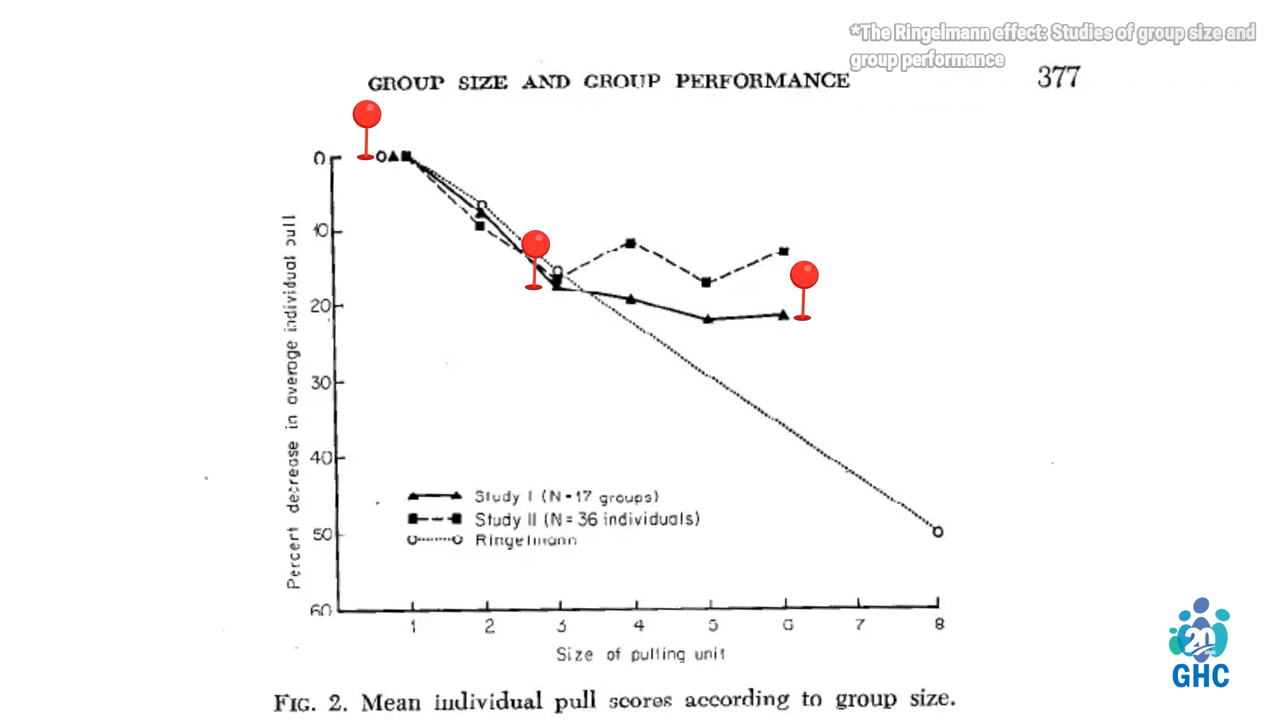 *The Ringelmann effect: Studies of group size and
group performance
GROUP SIZE AND GROUP PERFORMANCE 377
0
10
20
30
40
50
60
Percent decrease in average individual pull
Study I (N=17 groups)
Study II (N=36 individuals)
Ringelmann
1 2 3 4 5 6 7 8
Size of pulling unit
FIG. 2. Mean individual pull scores according to group size.
20
GHC